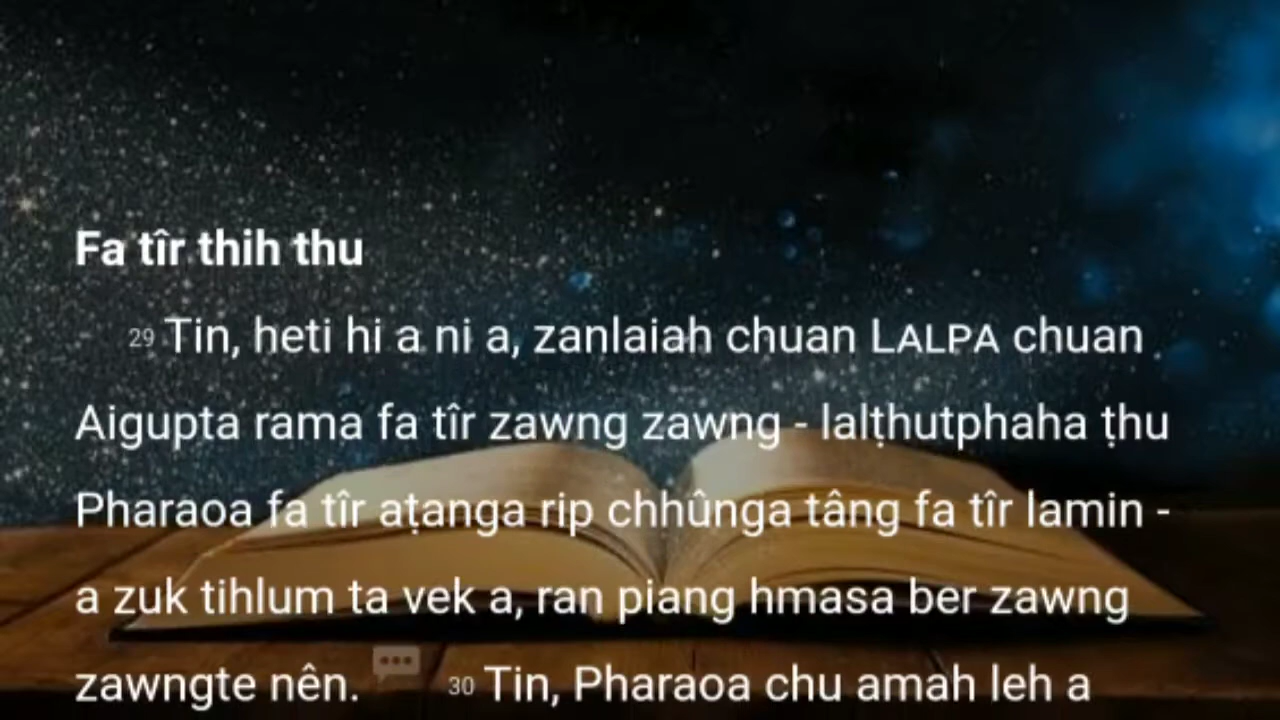 Fa tîr thih thu
29 Tin, heti hi a ni a, zanlaiah chuan LALPA chuan
Aigupta rama fa tîr zawng zawng - lalṭhutphaha ṭhu
Pharaoa fa tîr aṭanga rip chhûnga tâng fa tîr lamin -
a zuk tihlum ta vek a, ran piang hmasa ber zawng
zawngte nên. 30 Tin, Pharaoa chu amah leh a